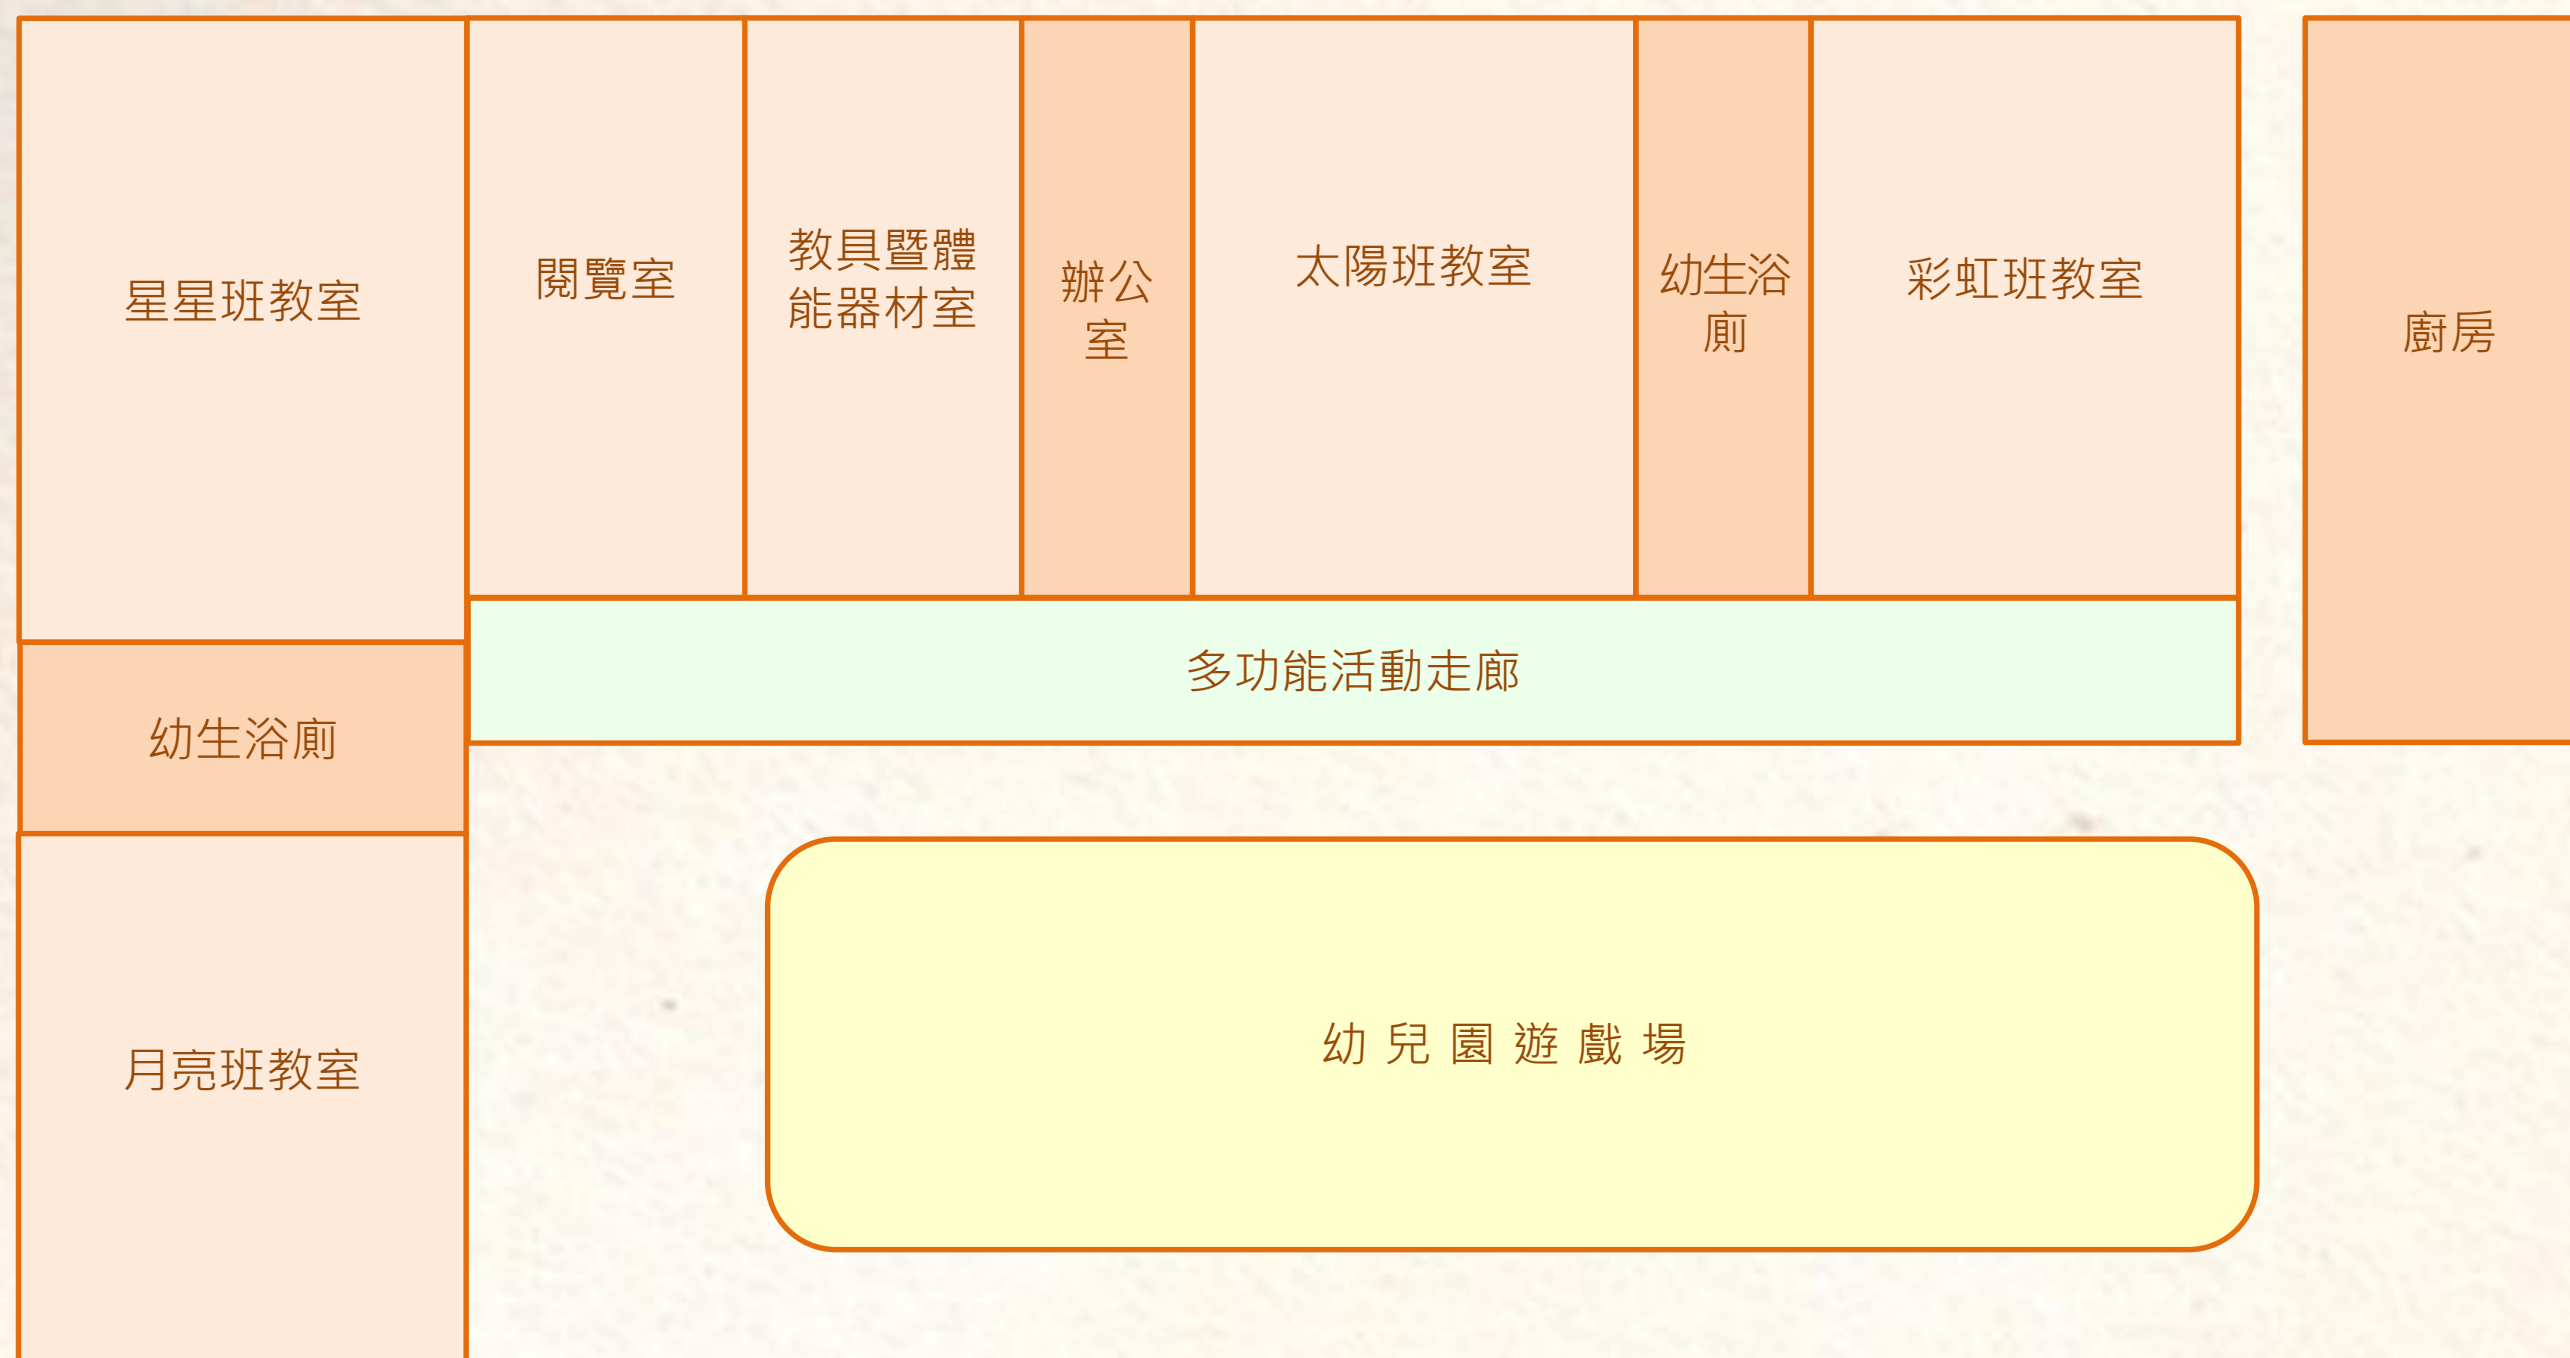 星星班教室
閱覽室
教具暨體
能器材室
辦公
室
太陽班教室
幼生浴
廁
彩虹班教室
廚房
多功能活動走廊
幼生浴廁
月亮班教室
幼 兒 園 遊 戲 場